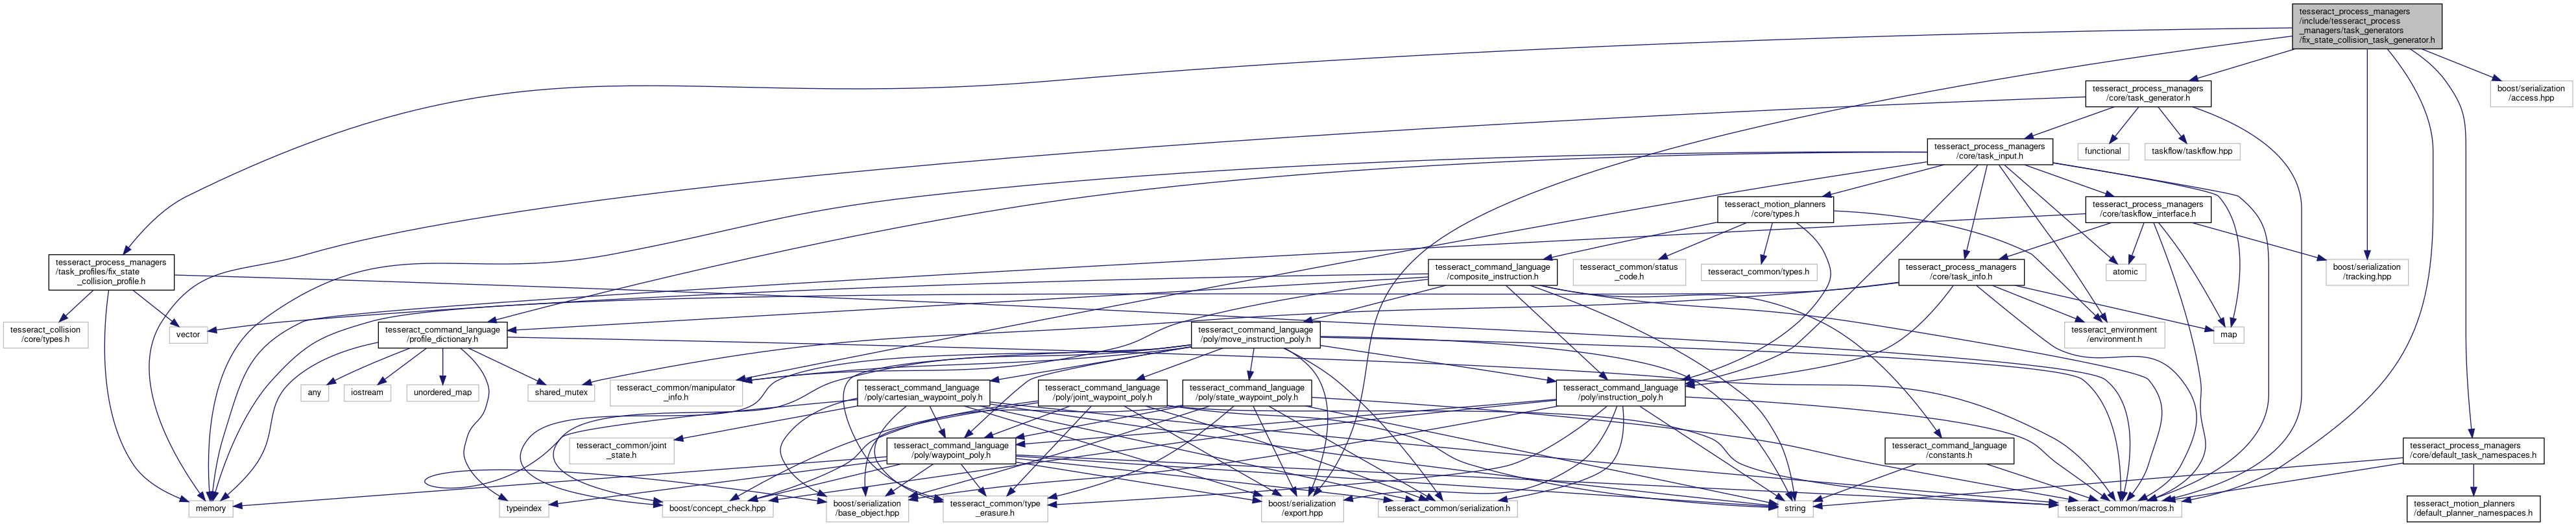 tesseract_process_managers
/include/tesseract_process
_managers/task_generators
/fix_state_collision_task_generator.h
tesseract_process_managers
/core/task_generator.h
boost/serialization
/access.hpp
tesseract_process_managers
/core/task_input.h
functional
taskflow/taskflow.hpp
tesseract_motion_planners
/core/types.h
tesseract_process_managers
/core/taskflow_interface.h
tesseract_process_managers
/task_profiles/fix_state
_collision_profile.h
tesseract_command_language
/composite_instruction.h
tesseract_common/status
_code.h
tesseract_common/types.h
tesseract_process_managers
/core/task_info.h
atomic
boost/serialization
/tracking.hpp
tesseract_collision
/core/types.h
vector
tesseract_command_language
/profile_dictionary.h
tesseract_command_language
/poly/move_instruction_poly.h
tesseract_environment
/environment.h
map
any
iostream
unordered_map
shared_mutex
tesseract_common/manipulator
_info.h
tesseract_command_language
/poly/cartesian_waypoint_poly.h
tesseract_command_language
/poly/joint_waypoint_poly.h
tesseract_command_language
/poly/state_waypoint_poly.h
tesseract_command_language
/poly/instruction_poly.h
tesseract_common/joint
_state.h
tesseract_command_language
/poly/waypoint_poly.h
tesseract_command_language
/constants.h
tesseract_process_managers
/core/default_task_namespaces.h
memory
typeindex
boost/concept_check.hpp
boost/serialization
/base_object.hpp
tesseract_common/type
_erasure.h
boost/serialization
/export.hpp
tesseract_common/serialization.h
string
tesseract_common/macros.h
tesseract_motion_planners
/default_planner_namespaces.h